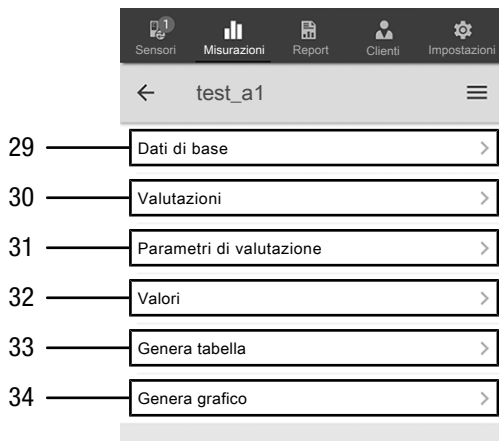 1
Sensori Misurazioni Report Clienti Impostazioni
test_a1
29 Dati di base
30 Valutazioni
31 Parametri di valutazione
32 Valori
33 Genera tabella
34 Genera grafico